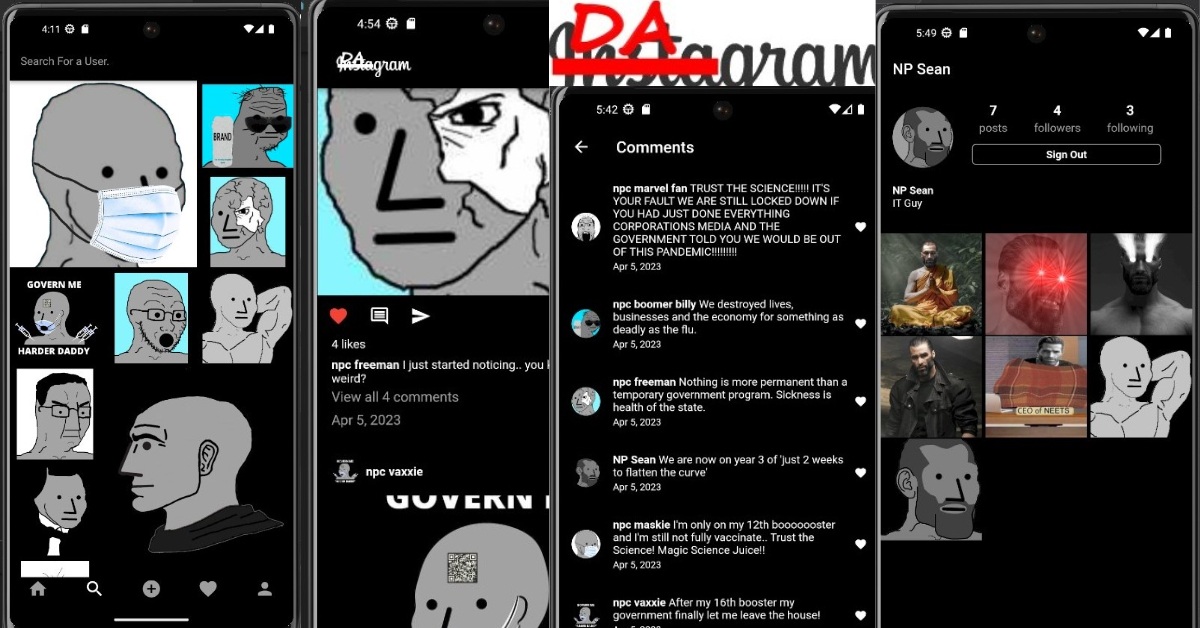 4:11
Search For a User.
BRAND
GOVERN ME
HARDER DADDY
4:54
DA
Instagram
4 likes
npc freeman I just started noticing.. you k
weird?
View all 4 comments
Apr 5, 2023
npc vaxxie
GOVERN
DA
Instagram
5:42
Comments
npc marvel fan TRUST THE SCIENCE!!!!! IT'S
YOUR FAULT WE ARE STILL LOCKED DOWN IF
YOU HAD JUST DONE EVERYTHING
CORPORATIONS MEDIA AND THE
GOVERNMENT TOLD YOU WE WOULD BE OUT
OF THIS PANDEMIC!!!!!!!!!
Apr 5, 2023
npc boomer billy We destroyed lives,
businesses and the economy for something as
deadly as the flu.
Apr 5, 2023
npc freeman Nothing is more permanent than a
temporary government program. Sickness is
health of the state.
Apr 5, 2023
NP Sean We are now on year 3 of 'just 2 weeks
to flatten the curve'
Apr 5, 2023
npc maskie I'm only on my 12th booooooster
and I'm still not fully vaccinate.. Trust the
Science! Magic Science Juice!!
Apr 5, 2023
npc vaxxie After my 16th booster my
government finally let me leave the house!
5:49
NP Sean
7 4 3
posts followers following
Sign Out
NP Sean
IT Guy
CEO of NEETS